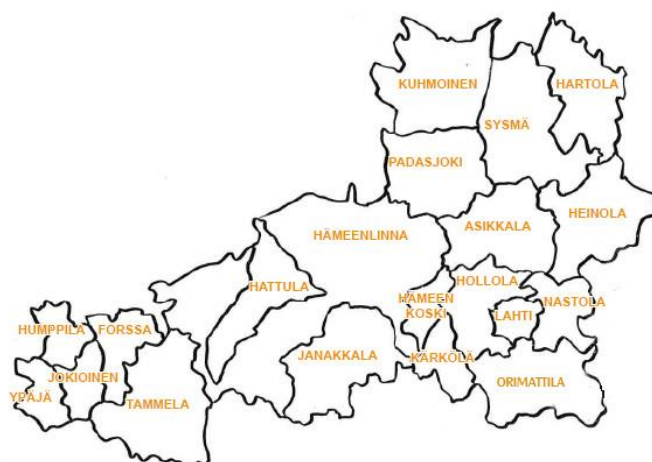 KUHMOINEN
HARTOLA
SYSMÄ
PADASJOKI
HEINOLA
ASIKKALA
HÄMEENLINNA
HATTULA
HOLLOLA
HÄMEEN
KOSKI
NASTOLA
LAHTI
HUMPPILA
FORSSA
JANAKKALA
KÄRKÖLÄ
JOKIOINEN
ORIMATTILA
YPÄJÄ
TAMMELA